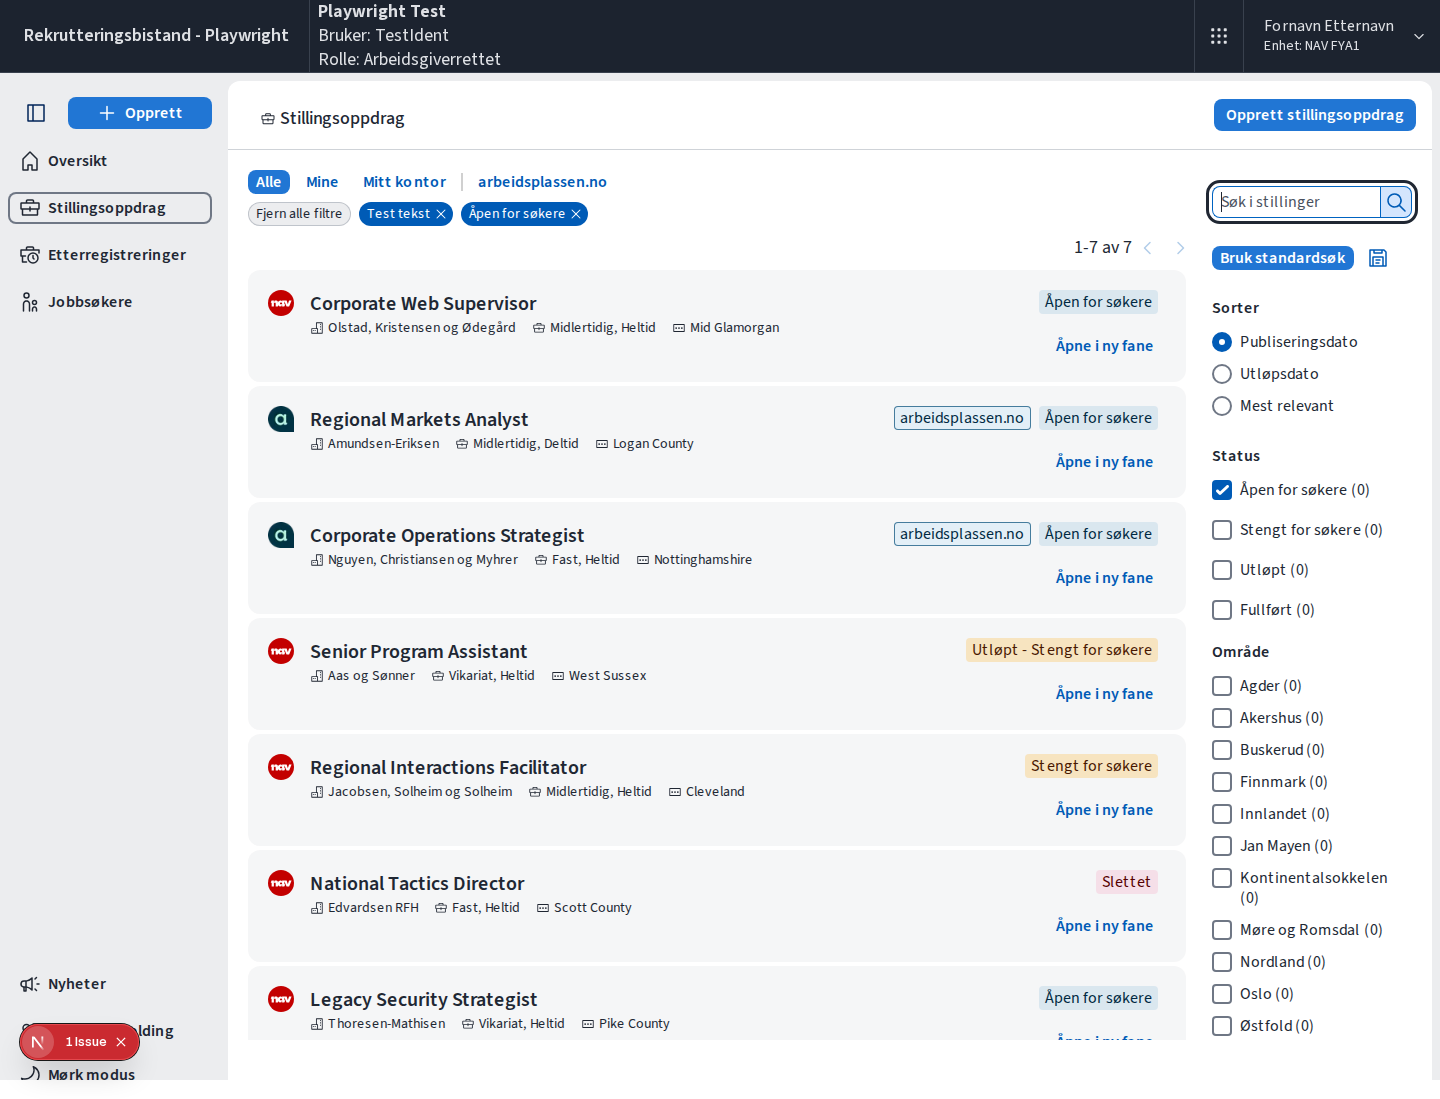 Rekrutteringsbistand - Playwright
Playwright Test
Bruker: TestIdent
Rolle: Arbeidsgiverrettet
Fornavn Etternavn
Enhet: NAV FYA1
Opprett
Oversikt
Stillingsoppdrag
Etterregistreringer
Jobbsøkere
Nyheter
olding
1 Issue
Mørk modus
Stillingsoppdrag
Opprett stillingsoppdrag
Alle
Mine
Mitt kontor
arbeidsplassen.no
Fjern alle filtre
Test tekst
Åpen for søkere
1-7 av 7
nav
Corporate Web Supervisor
Olstad, Kristensen og Ødegård
Midlertidig, Heltid
Mid Glamorgan
Åpen for søkere
Åpne i ny fane
a
Regional Markets Analyst
Amundsen-Eriksen
Midlertidig, Deltid
Logan County
arbeidsplassen.no
Åpen for søkere
Åpne i ny fane
a
Corporate Operations Strategist
Nguyen, Christiansen og Myhrer
Fast, Heltid
Nottinghamshire
arbeidsplassen.no
Åpen for søkere
Åpne i ny fane
nav
Senior Program Assistant
Aas og Sønner
Vikariat, Heltid
West Sussex
Utløpt - Stengt for søkere
Åpne i ny fane
nav
Regional Interactions Facilitator
Jacobsen, Solheim og Solheim
Midlertidig, Heltid
Cleveland
Stengt for søkere
Åpne i ny fane
nav
National Tactics Director
Edvardsen RFH
Fast, Heltid
Scott County
Slettet
Åpne i ny fane
nav
Legacy Security Strategist
Thoresen-Mathisen
Vikariat, Heltid
Pike County
Åpen for søkere
Åpne i ny fane
Søk i stillinger
Bruk standardsøk
Sorter
Publiseringsdato
Utløpsdato
Mest relevant
Status
Åpen for søkere (0)
Stengt for søkere (0)
Utløpt (0)
Fullført (0)
Område
Agder (0)
Akershus (0)
Buskerud (0)
Finnmark (0)
Innlandet (0)
Jan Mayen (0)
Kontinentalsokkelen
(0)
Møre og Romsdal (0)
Nordland (0)
Oslo (0)
Østfold (0)